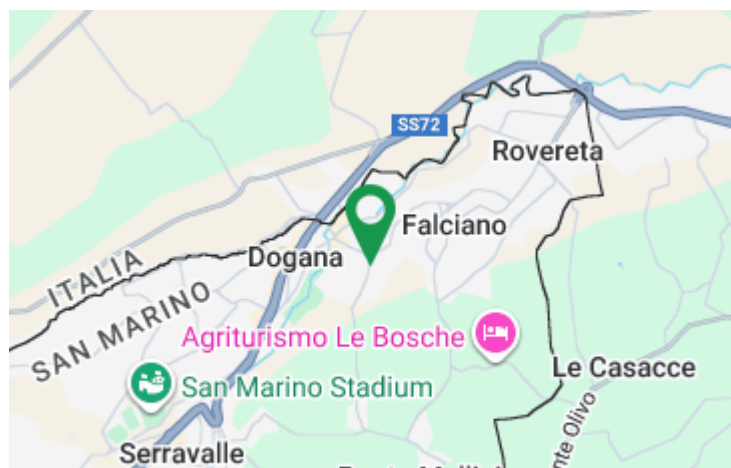 SS72
Rovereta
Falciano
Dogana
ITALIA
SAN MARINO
Agriturismo Le Bosche
Le Casacce
San Marino Stadium
Serravalle